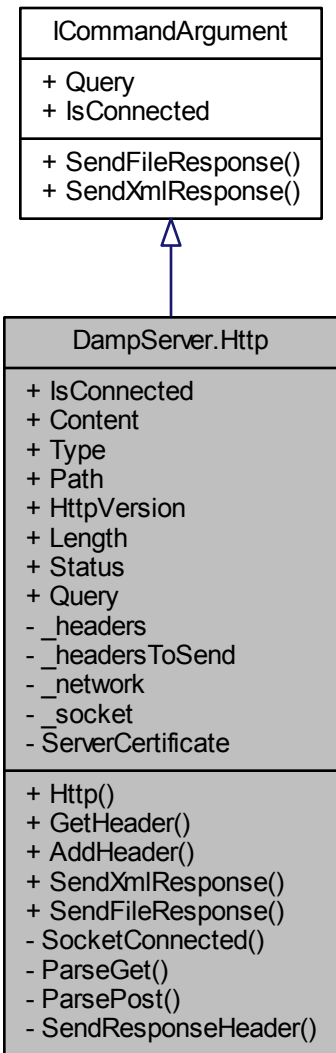 ICommandArgument
+ Query
+ IsConnected
+ SendFileResponse()
+ SendXmlResponse()
DampServer.Http
+ IsConnected
+ Content
+ Type
+ Path
+ HttpVersion
+ Length
+ Status
+ Query
- _headers
- _headersToSend
- _network
- _socket
- ServerCertificate
+ Http()
+ GetHeader()
+ AddHeader()
+ SendXmlResponse()
+ SendFileResponse()
- SocketConnected()
- ParseGet()
- ParsePost()
- SendResponseHeader()